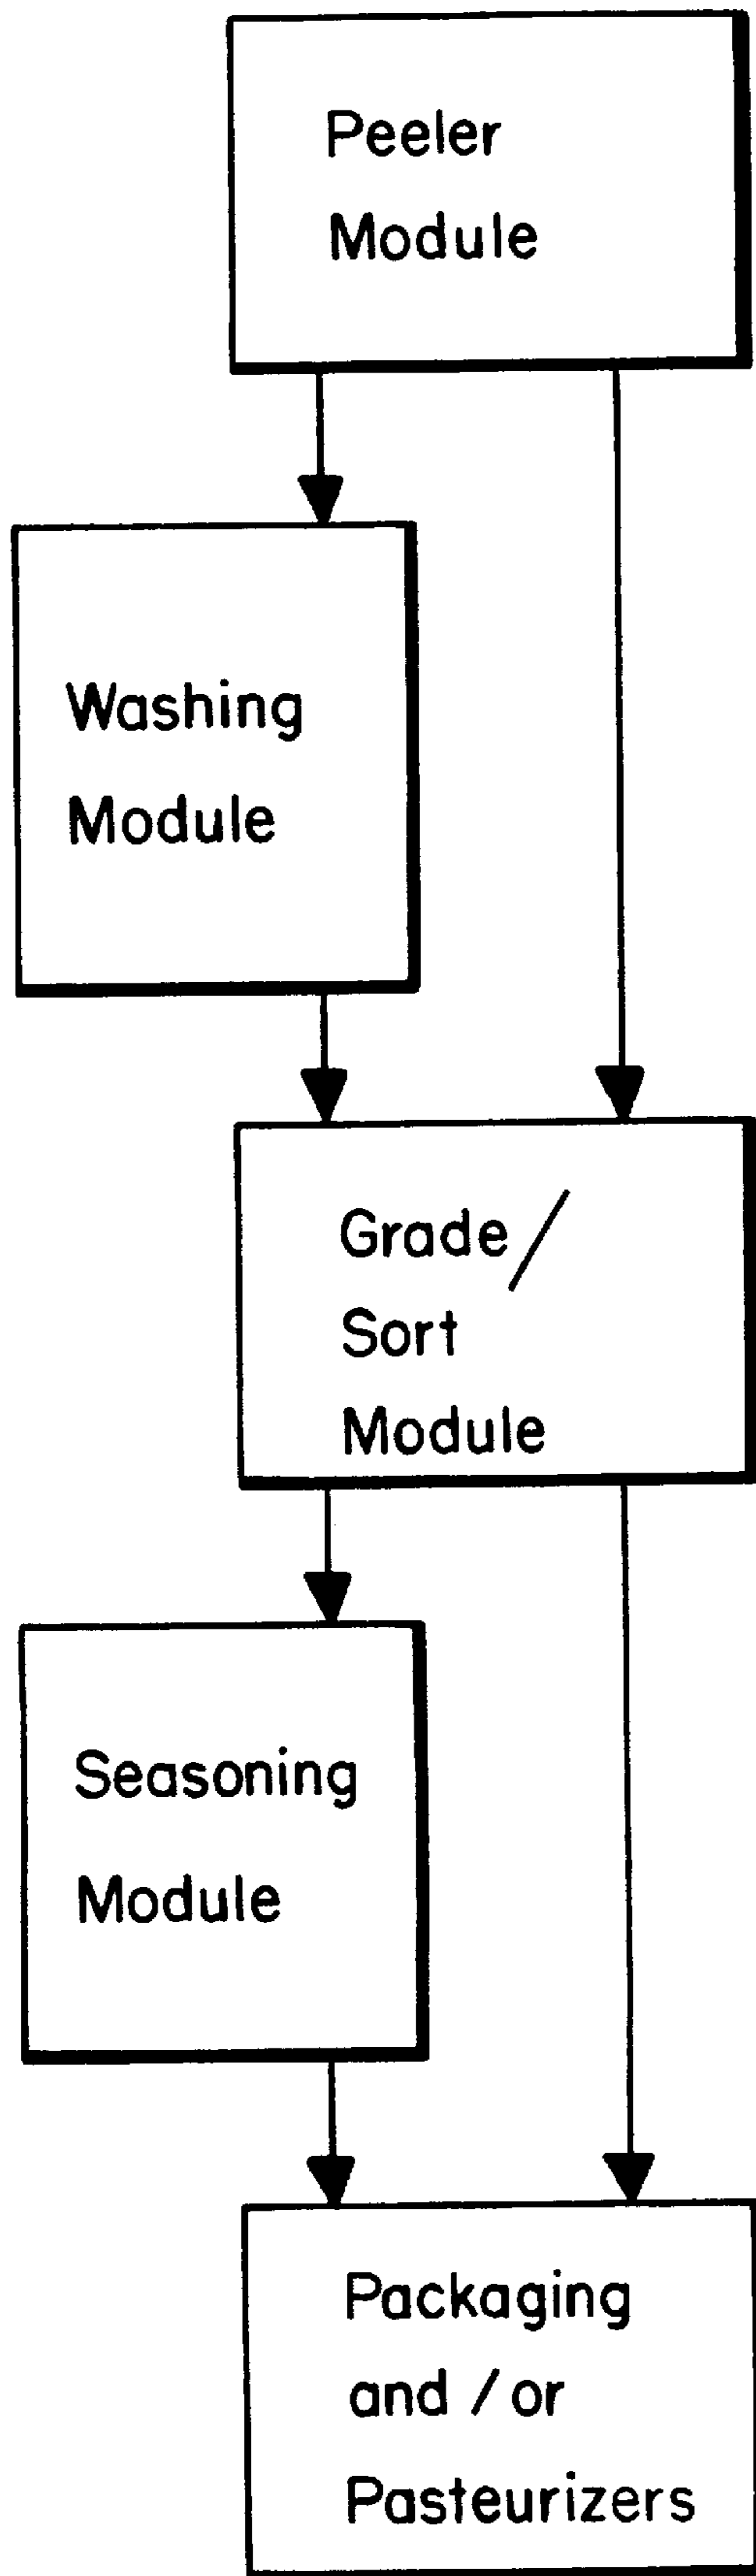 Peeler
Module
Washing
Module
Grade/
Sort
Module
Seasoning
Module
Packaging
and / or
Pasteurizers